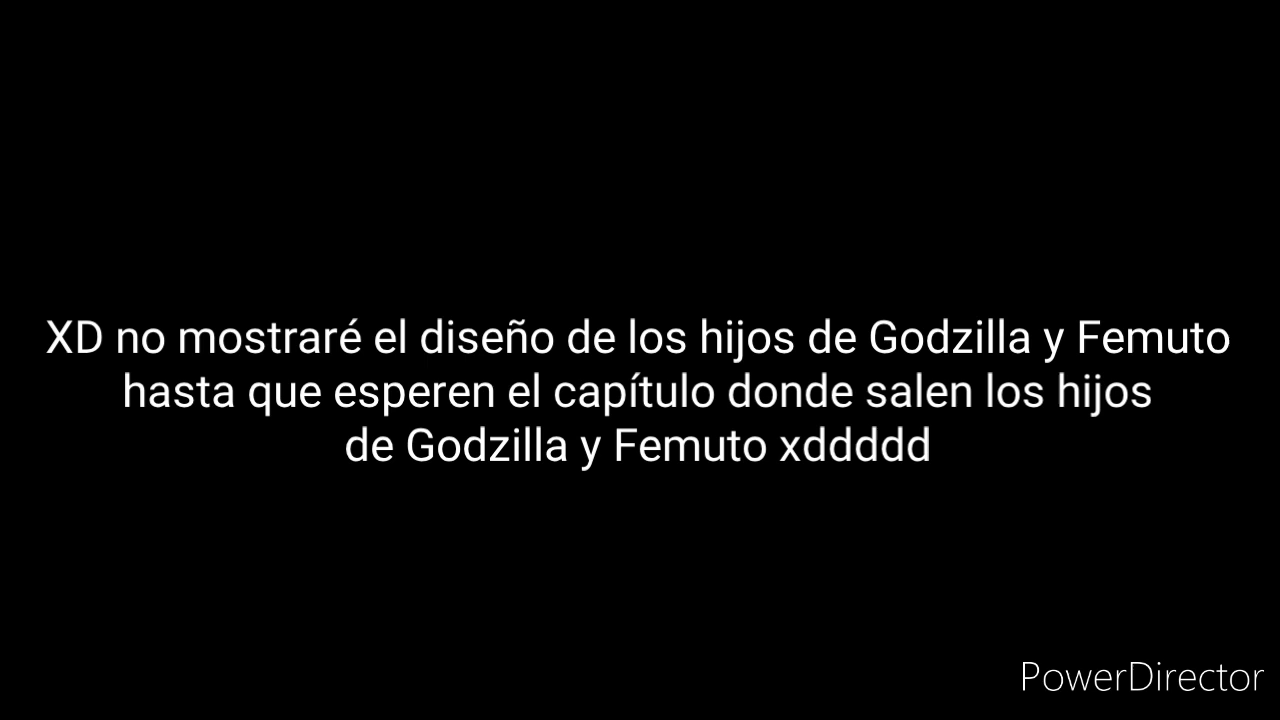 XD no mostraré el diseño de los hijos de Godzilla y Femuto
hasta que esperen el capítulo donde salen los hijos
de Godzilla y Femuto xddddd
PowerDirector